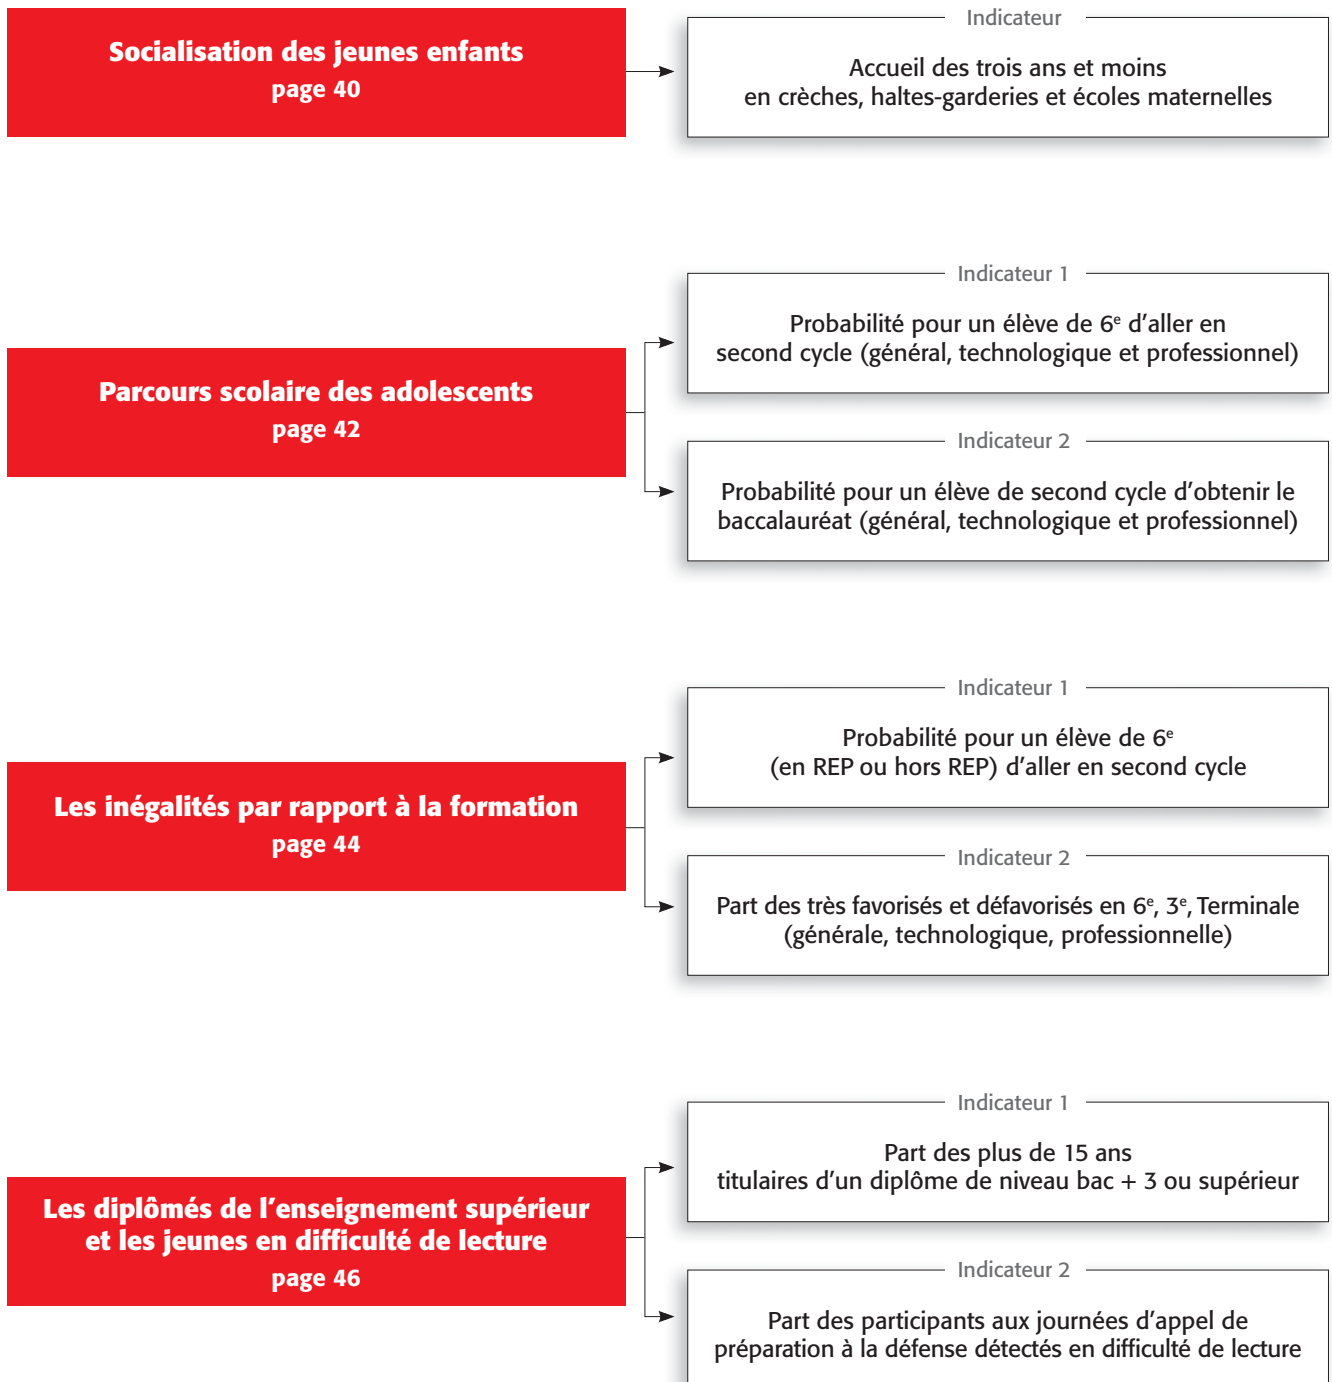 Socialisation des jeunes enfants
page 40
Indicateur
Accueil des trois ans et moins
en crèches, haltes-garderies et écoles maternelles
Parcours scolaire des adolescents
page 42
Indicateur 1
Probabilité pour un élève de 6e d’aller en
second cycle (général, technologique et professionnel)
Indicateur 2
Probabilité pour un élève de second cycle d’obtenir le
baccalauréat (général, technologique et professionnel)
Les inégalités par rapport à la formation
page 44
Indicateur 1
Probabilité pour un élève de 6e
(en REP ou hors REP) d’aller en second cycle
Indicateur 2
Part des très favorisés et défavorisés en 6e, 3e, Terminale
(générale, technologique, professionnelle)
Les diplômés de l’enseignement supérieur
et les jeunes en difficulté de lecture
page 46
Indicateur 1
Part des plus de 15 ans
titulaires d’un diplôme de niveau bac + 3 ou supérieur
Indicateur 2
Part des participants aux journées d’appel de
préparation à la défense détectés en difficulté de lecture